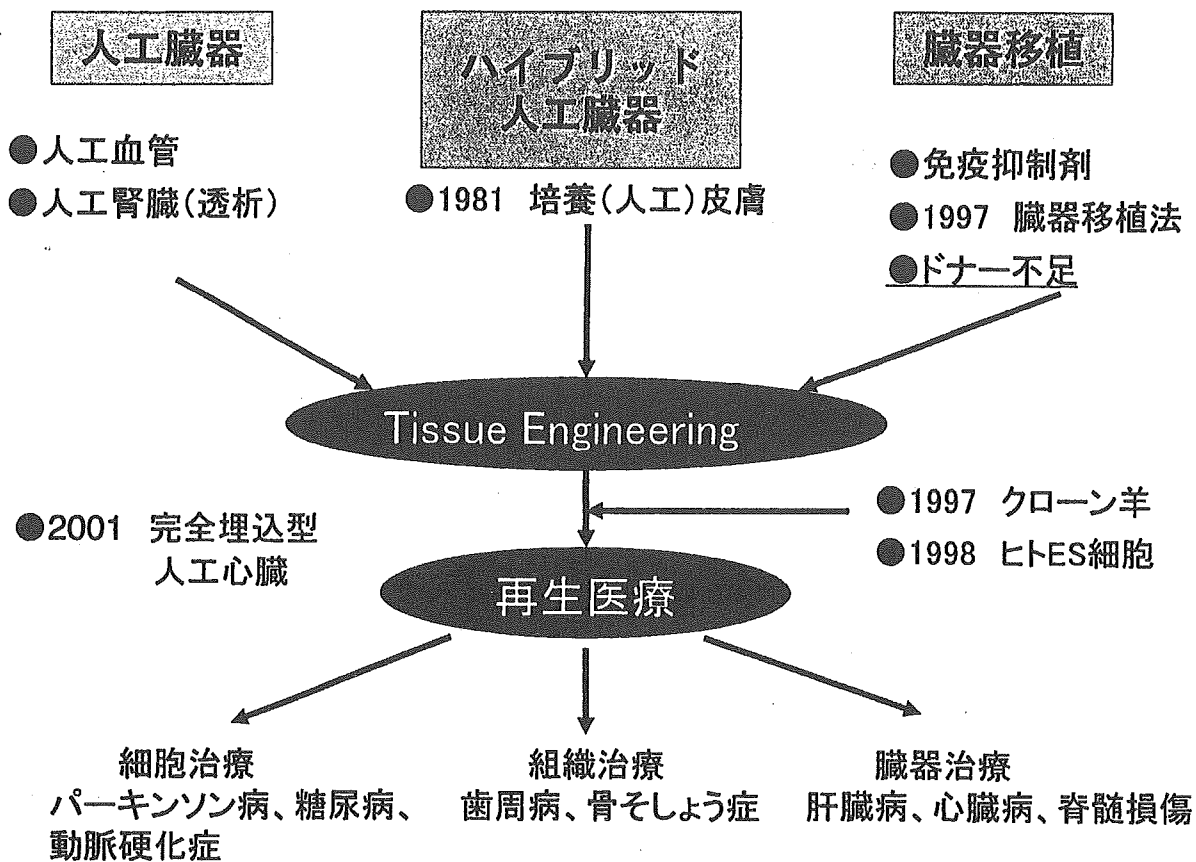 人工臓器
ハイブリッド
人工臓器
臓器移植
●人工血管
●人工腎臓(透析)
●1981 培養(人工)皮膚
●免疫抑制剤
●1997 臓器移植法
●ドナー不足
Tissue Engineering
●2001 完全埋込型
人工心臓
●1997 クローン羊
●1998 ヒトES細胞
再生医療
細胞治療
パーキンソン病、糖尿病、
動脈硬化症
組織治療
歯周病、骨そしょう症
臓器治療
肝臓病、心臓病、脊髄損傷